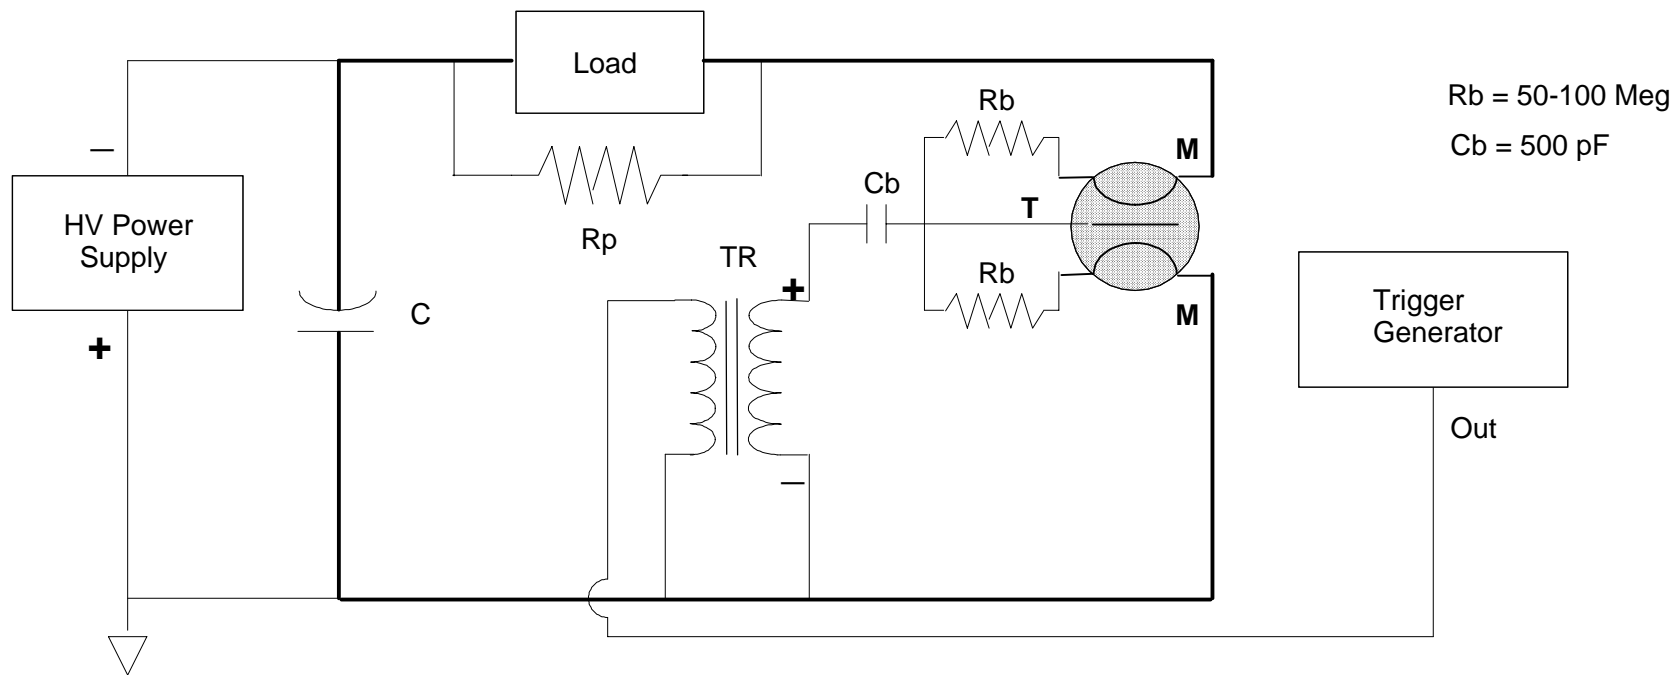 Load
Rb
Rb = 50-100 Meg
Cb = 500 pF
–
M
HV Power
Supply
Cb
T
Rp
TR
Rb
+
Trigger
Generator
C
M
+
Out
–